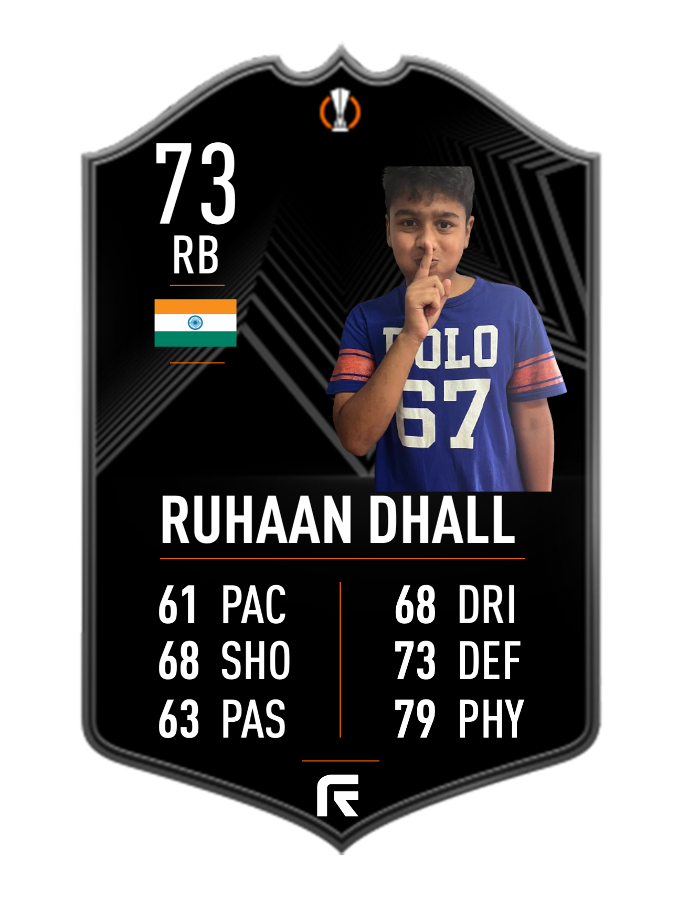 73
RB
POLO
67
RUHAAN DHALL
61 PAC
68 DRI
68 SHO
73 DEF
63 PAS
79 PHY